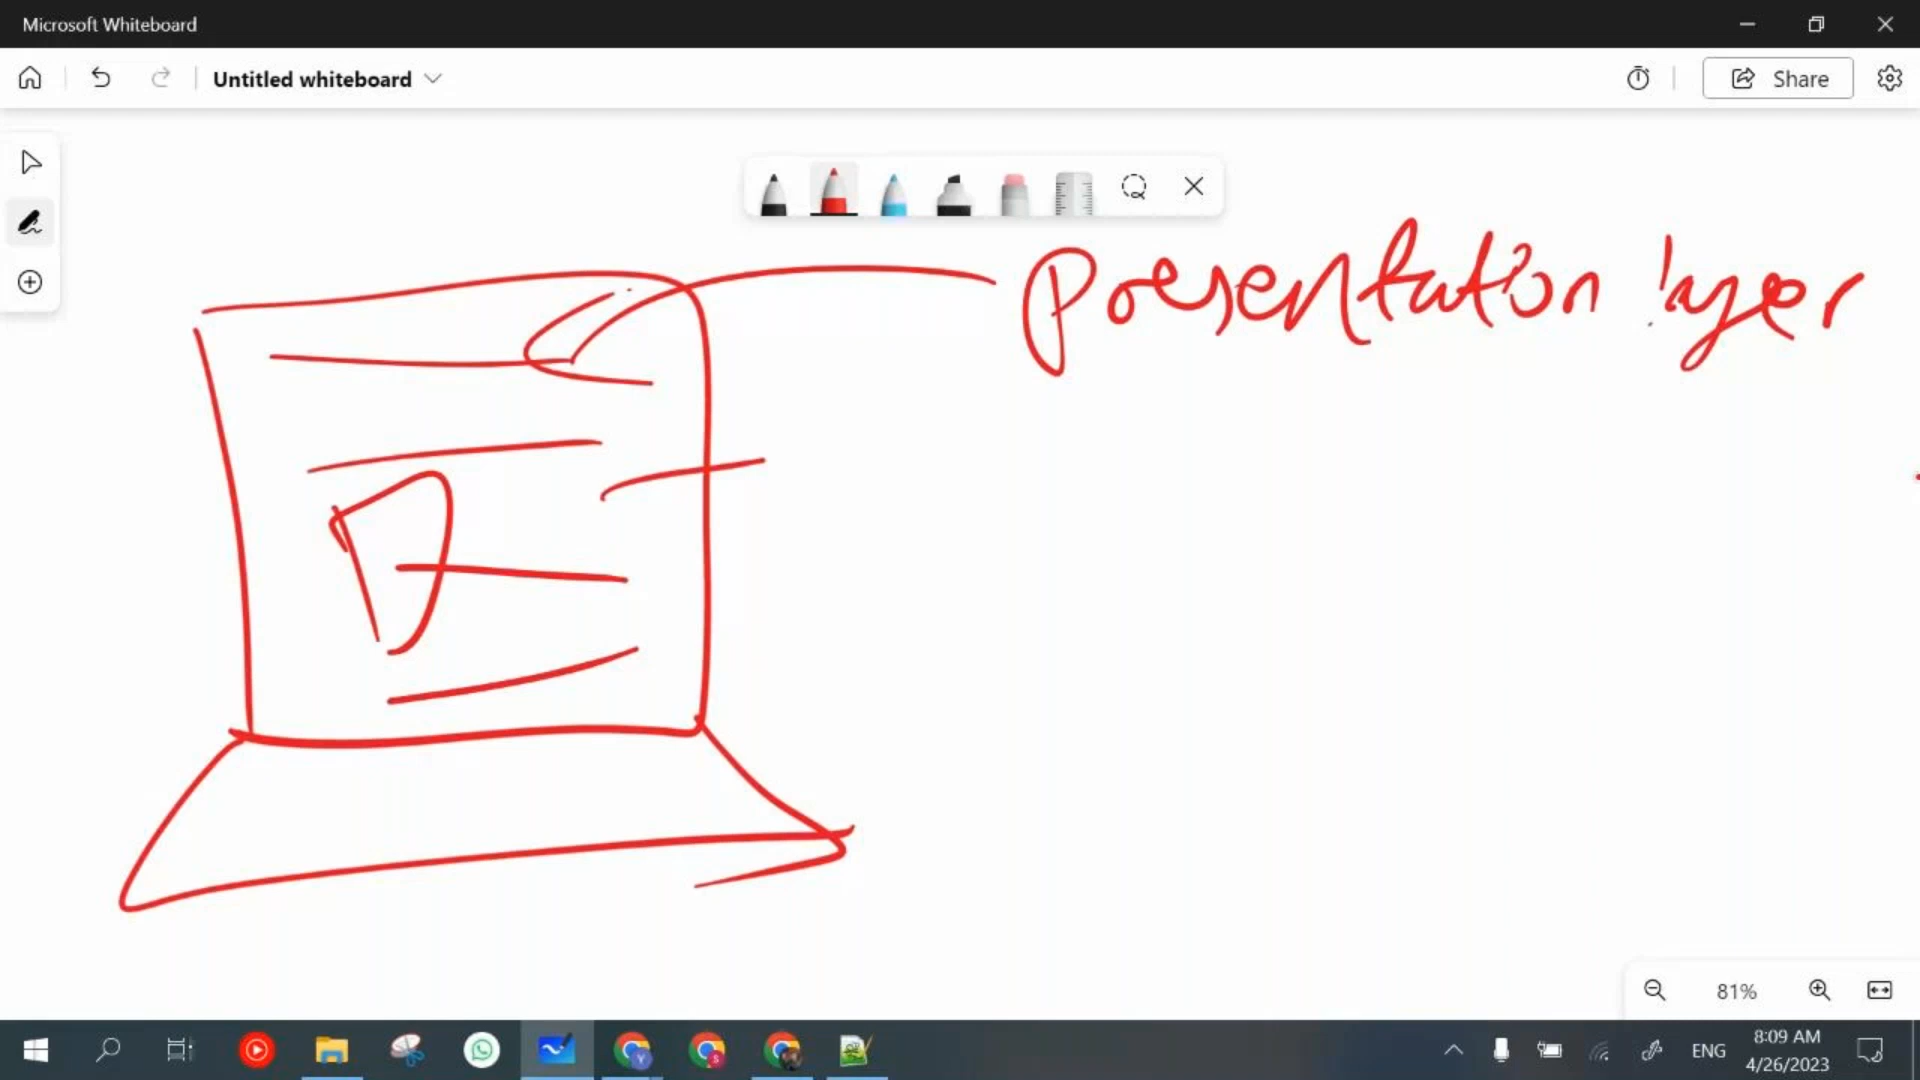 Microsoft Whiteboard
Untitled whiteboard
Share
Presentation layer
81%
ENG
8:09 AM
4/26/2023